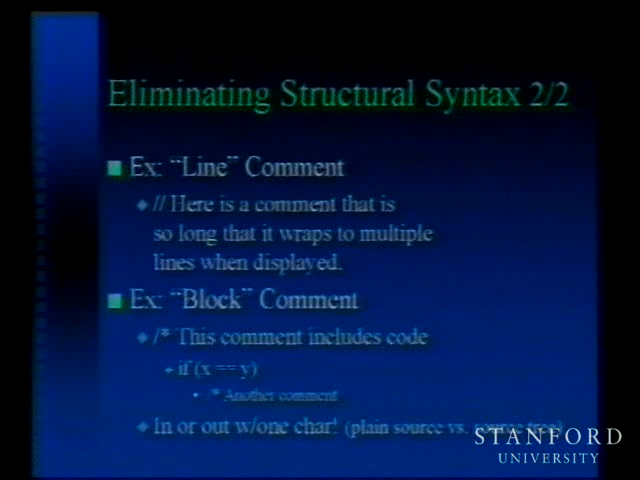 Eliminating Structural Syntax 2/2
Ex: “Line” Comment
// Here is a comment that is
so long that it wraps to multiple
lines when displayed.
Ex: “Block” Comment
/* This comment includes code
if (x == y)
/* Another comment
In or out w/one char! (plain source vs. source tree)
STANFORD
UNIVERSITY